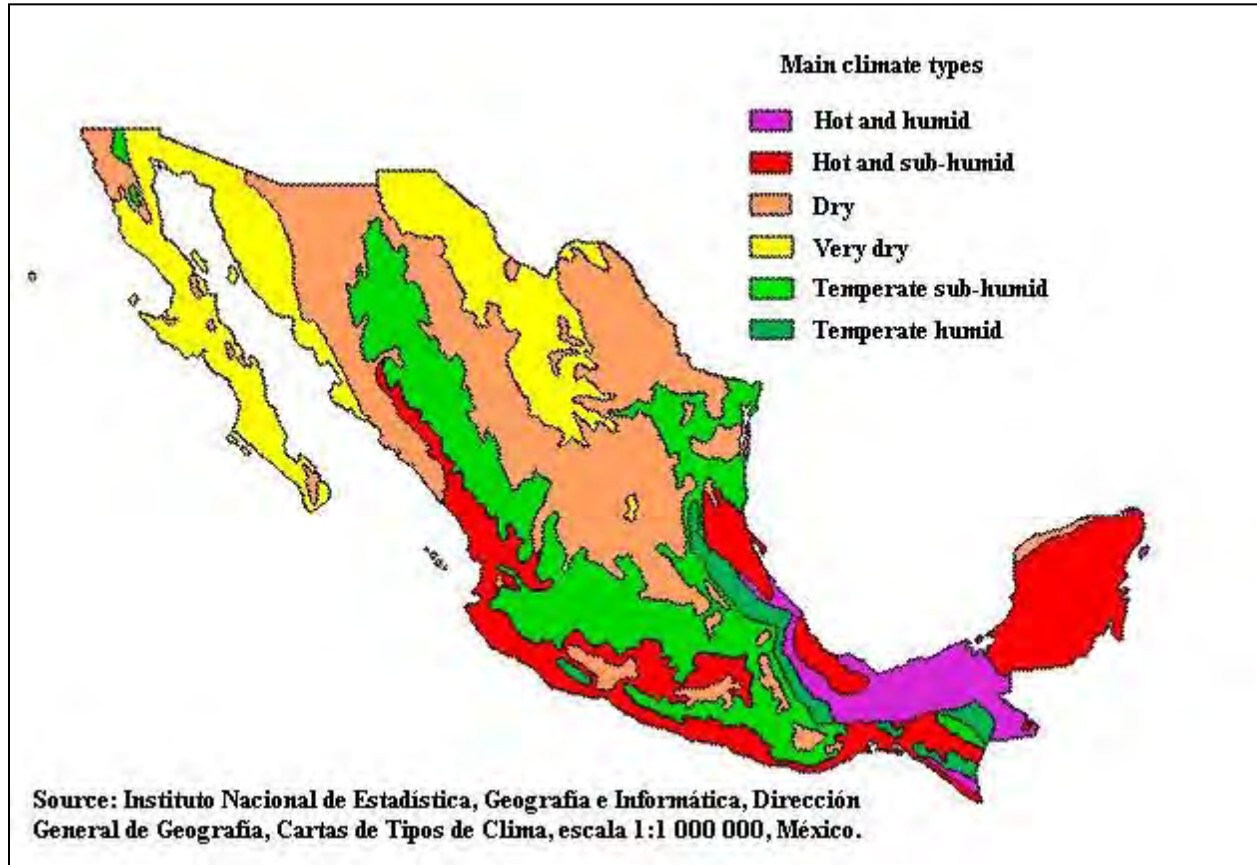 Main climate types
Hot and humid
Hot and sub-humid
Dry
Very dry
Temperate sub-humid
Temperate humid
Source: Instituto Nacional de Estadística, Geografía e Informática, Dirección
General de Geografía, Cartas de Tipos de Clima, escala 1:1 000 000, México.